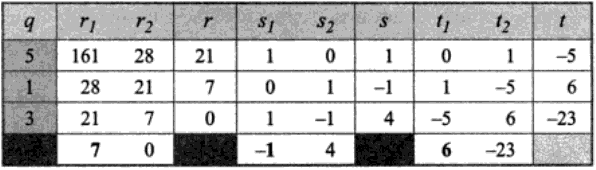 q r1 r2 r s1 s2 s t1 t2 t
5 161 28 21 1 0 1 0 1 –5
1 28 21 7 0 1 –1 1 –5 6
3 21 7 0 1 –1 4 –5 6 –23
7 0 –1 4 6 –23